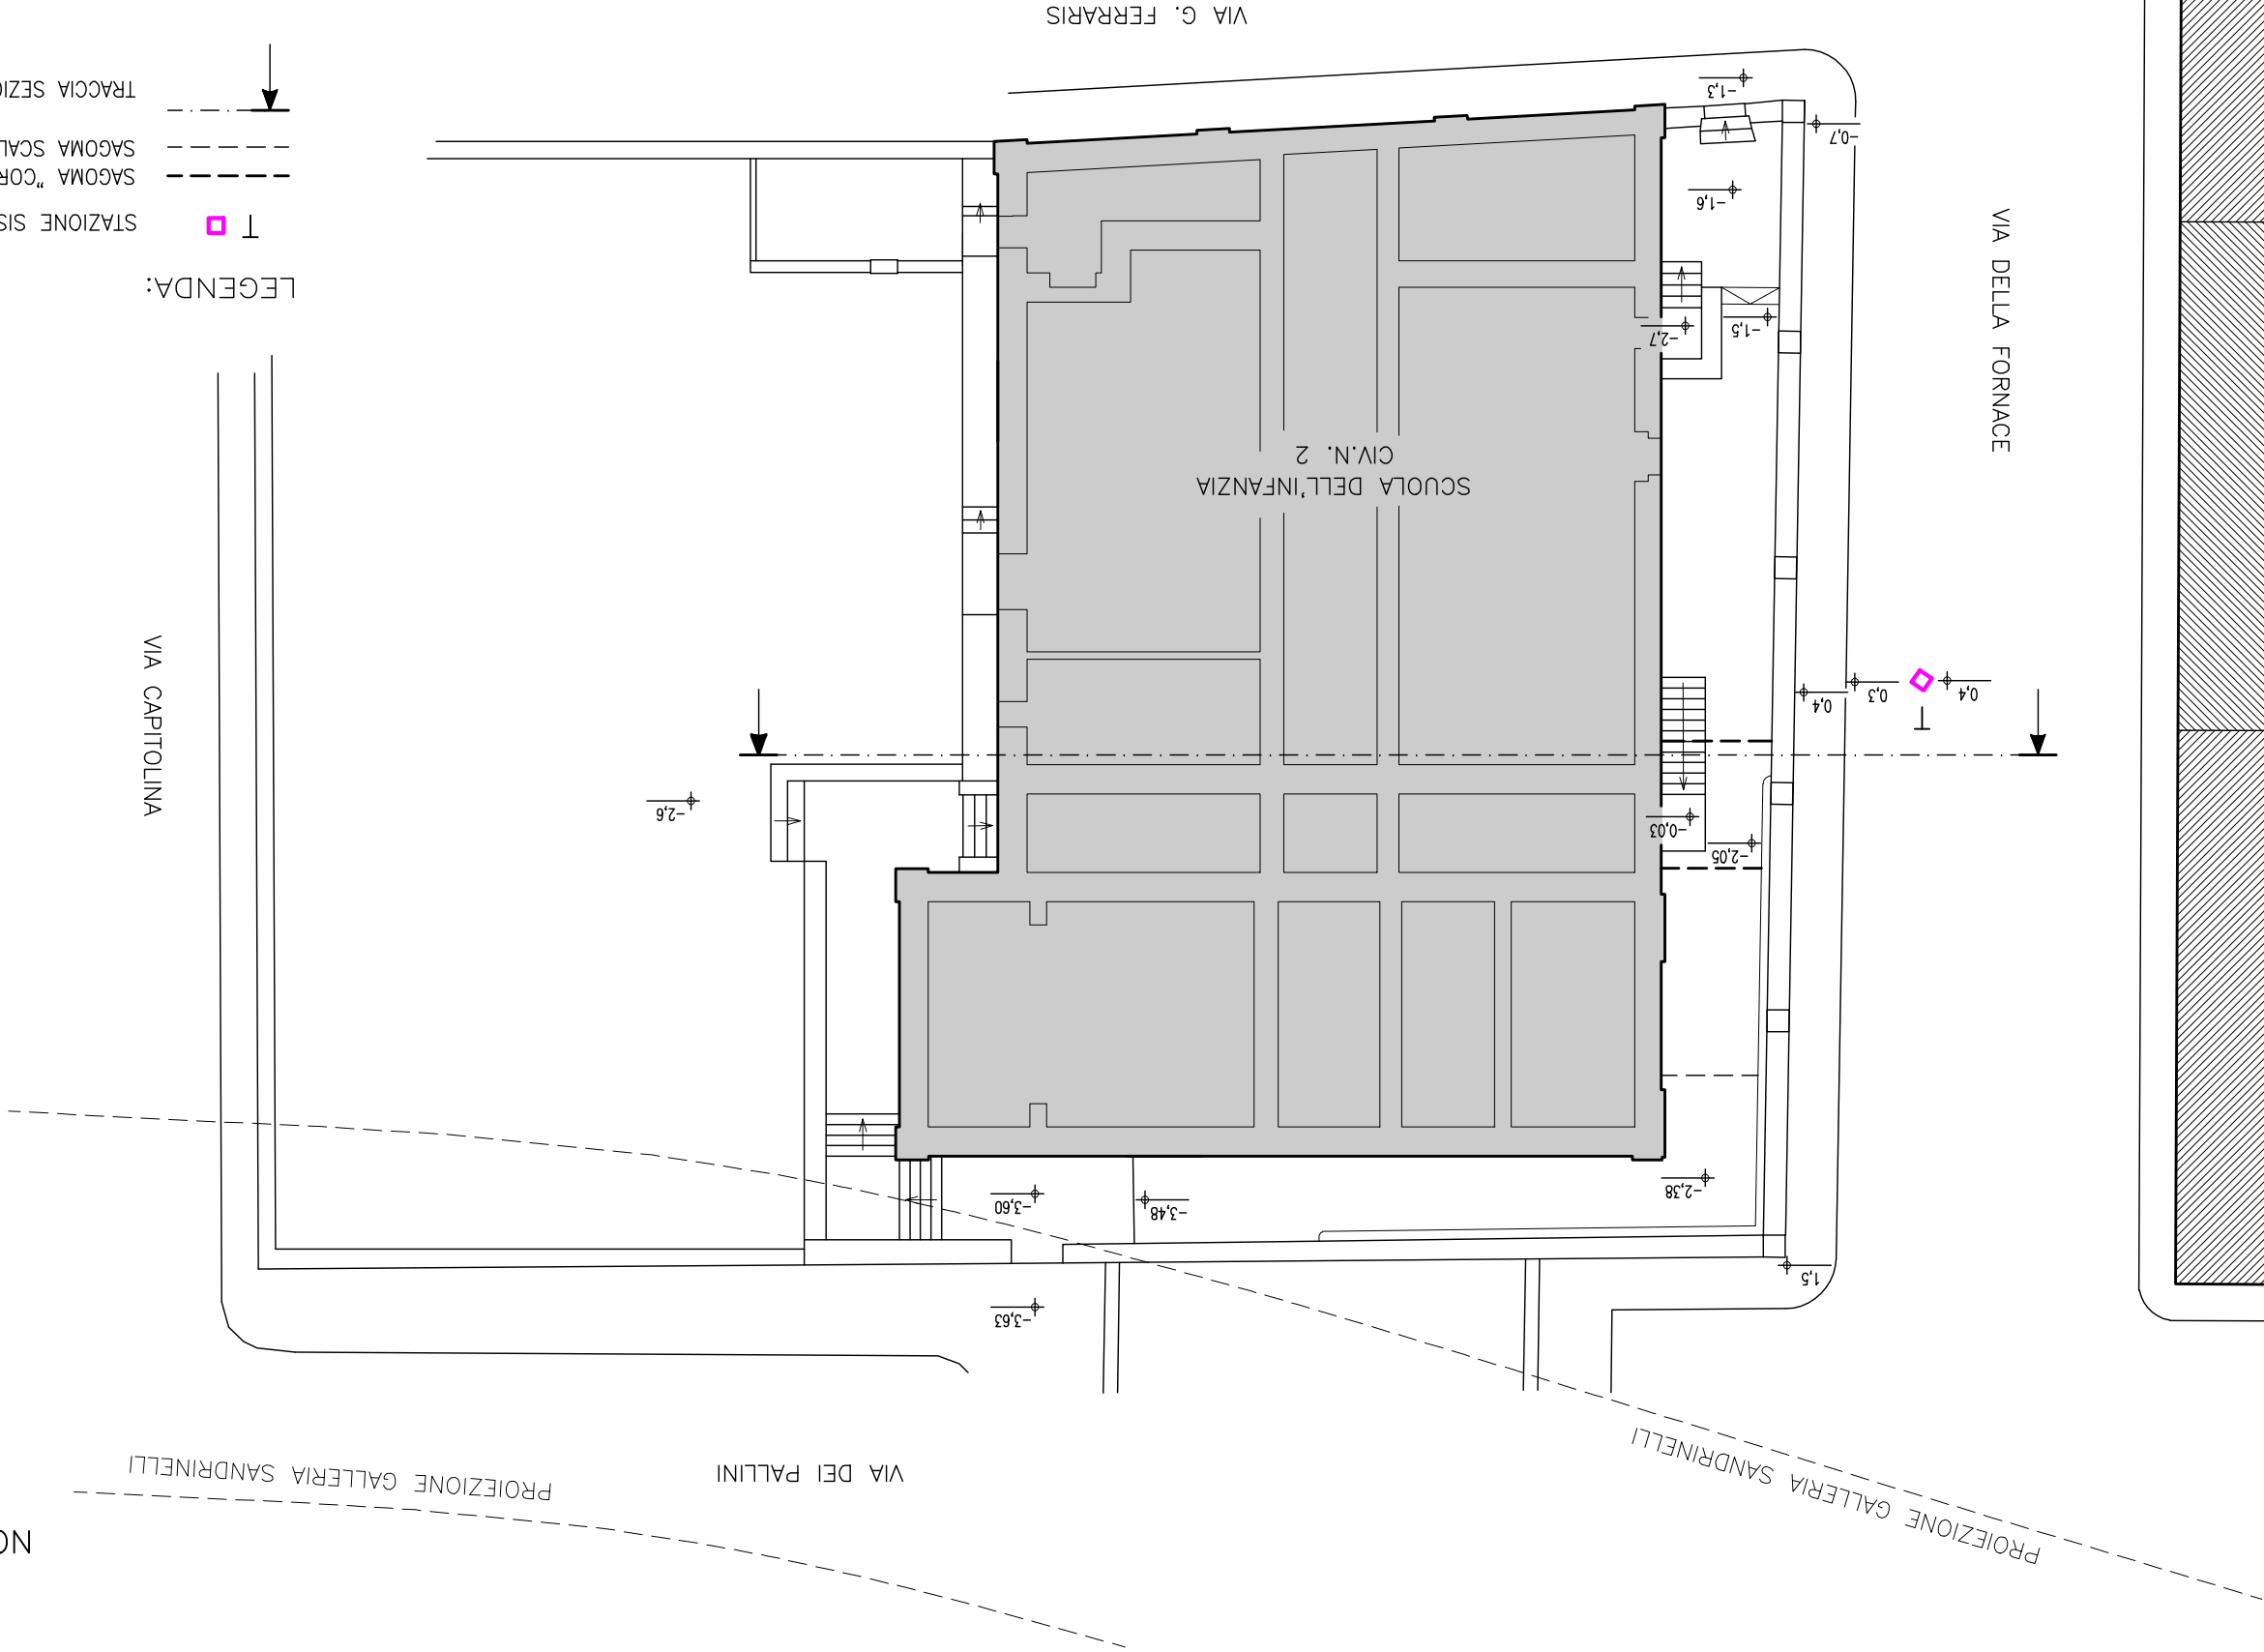 VIA G. FERRARIS
LEGENDA:
T STAZIONE SIS
SAGOMA "COR
SAGOMA SCAL
TRACCIA SEZIO
VIA CAPITOLINA
VIA DELLA FORNACE
SCUOLA DELL'INFANZIA
CIV.N. 2
T
-1,3
-0,7
-1,6
-1,5
-2,7
0,4
0,3
0,4
-2,6
-0,03
-2,05
-2,38
-3,60
-3,48
-3,63
1,5
VIA DEI PALLINI
PROIEZIONE GALLERIA SANDRINELLI
PROIEZIONE GALLERIA SANDRINELLI